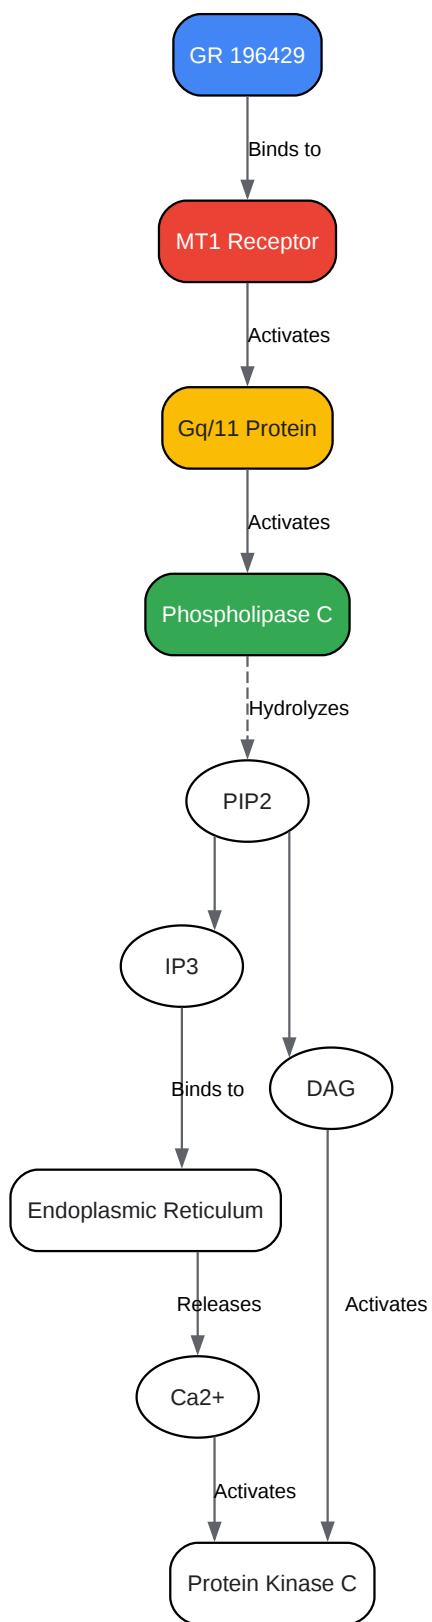 GR 196429
Binds to
MT1 Receptor
Activates
Gq/11 Protein
Activates
Phospholipase C
Hydrolyzes
PIP2
IP3
Binds to
DAG
Endoplasmic Reticulum
Releases
Activates
Ca2+
Activates
Protein Kinase C